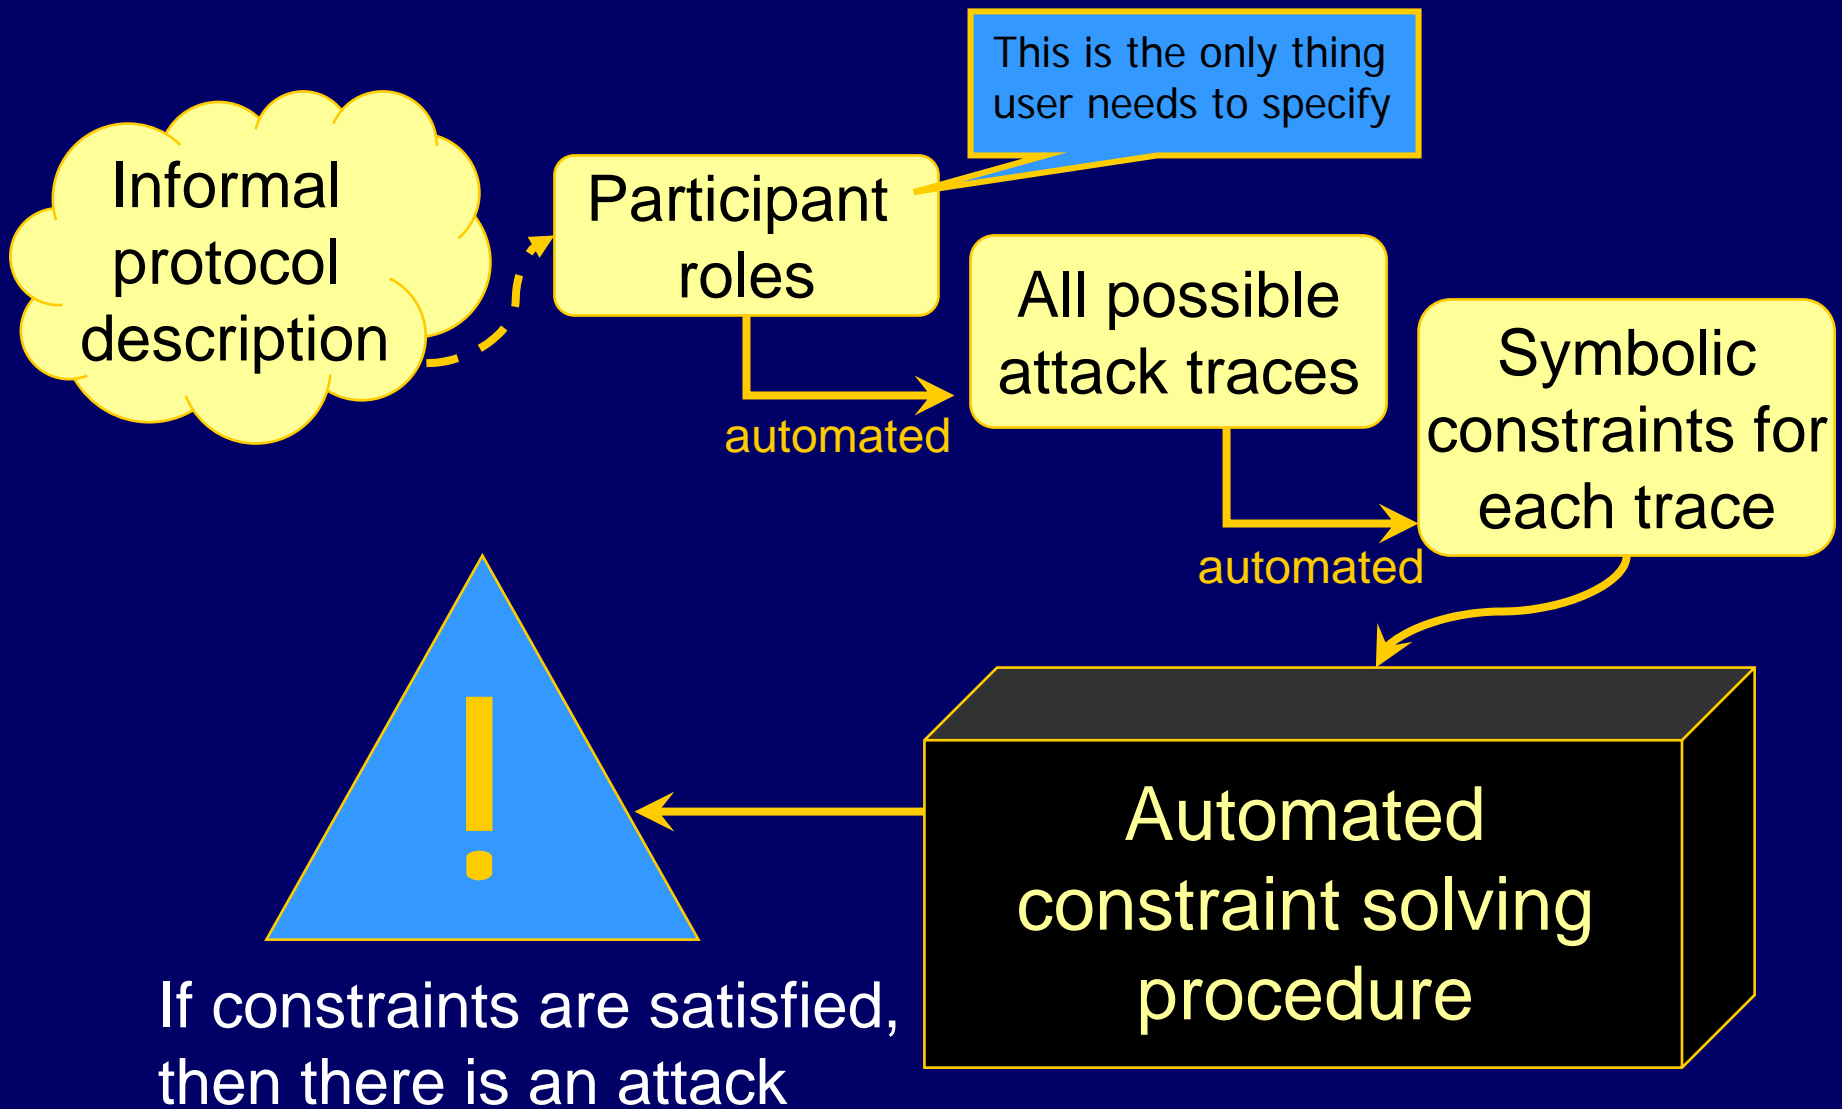 This is the only thing
user needs to specify
Informal
protocol
description
Participant
roles
All possible
attack traces
Symbolic
constraints for
each trace
automated
automated
!
Automated
constraint solving
procedure
If constraints are satisfied,
then there is an attack